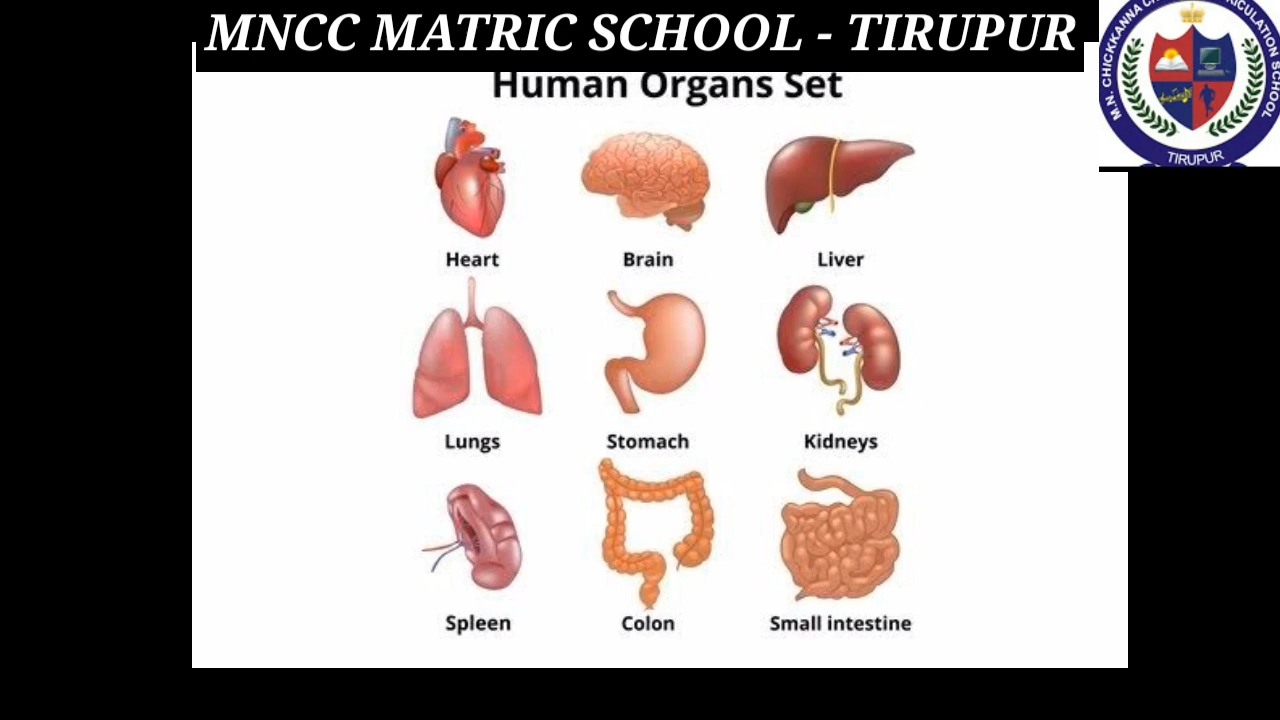 MNCC MATRIC SCHOOL - TIRUPUR
Human Organs Set
Heart
Brain
Liver
Lungs
Stomach
Kidneys
Spleen
Colon
Small intestine
M.N. CHICKKANNA
SCHOOL
TIRUPUR